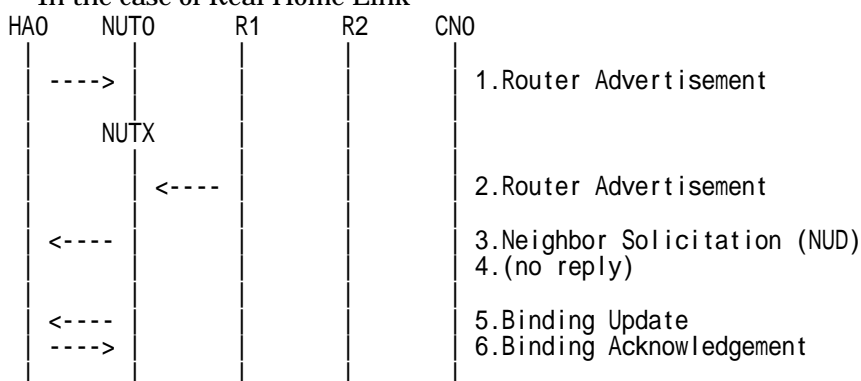 In the case of Real Home Link
HA0 NUT0 R1 R2 CN0
----> 1.Router Advertisement
NUTX
<---- 2.Router Advertisement
<---- 3.Neighbor Solicitation (NUD)
4.(no reply)
<---- 5.Binding Update
----> 6.Binding Acknowledgement